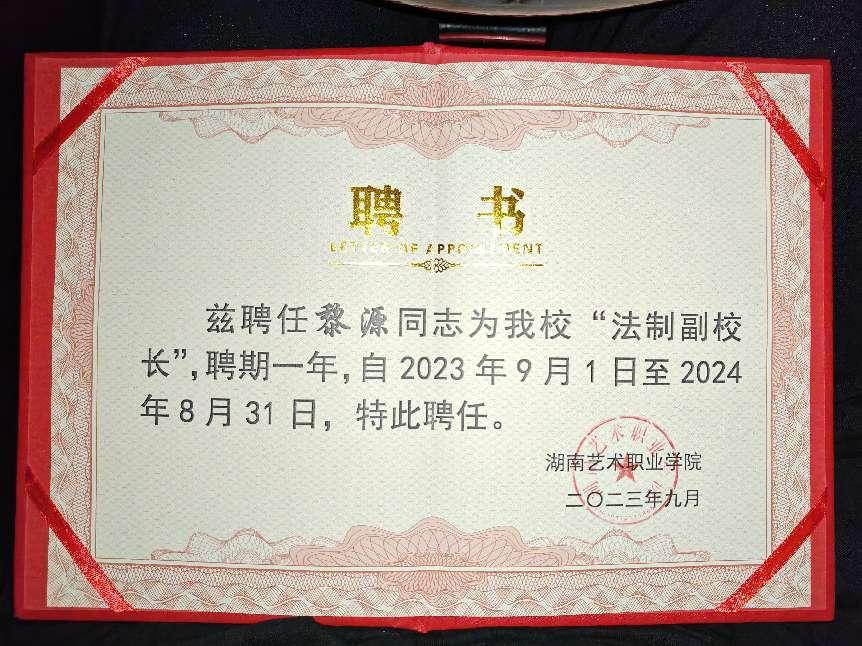 聘 书
LETTER OF APPOINTMENT
兹聘任黎源同志为我校“法制副校
长”,聘期一年,自2023年9月1日至2024
年8月31日，特此聘任。
湖南艺术职业学院
二〇二三年九月